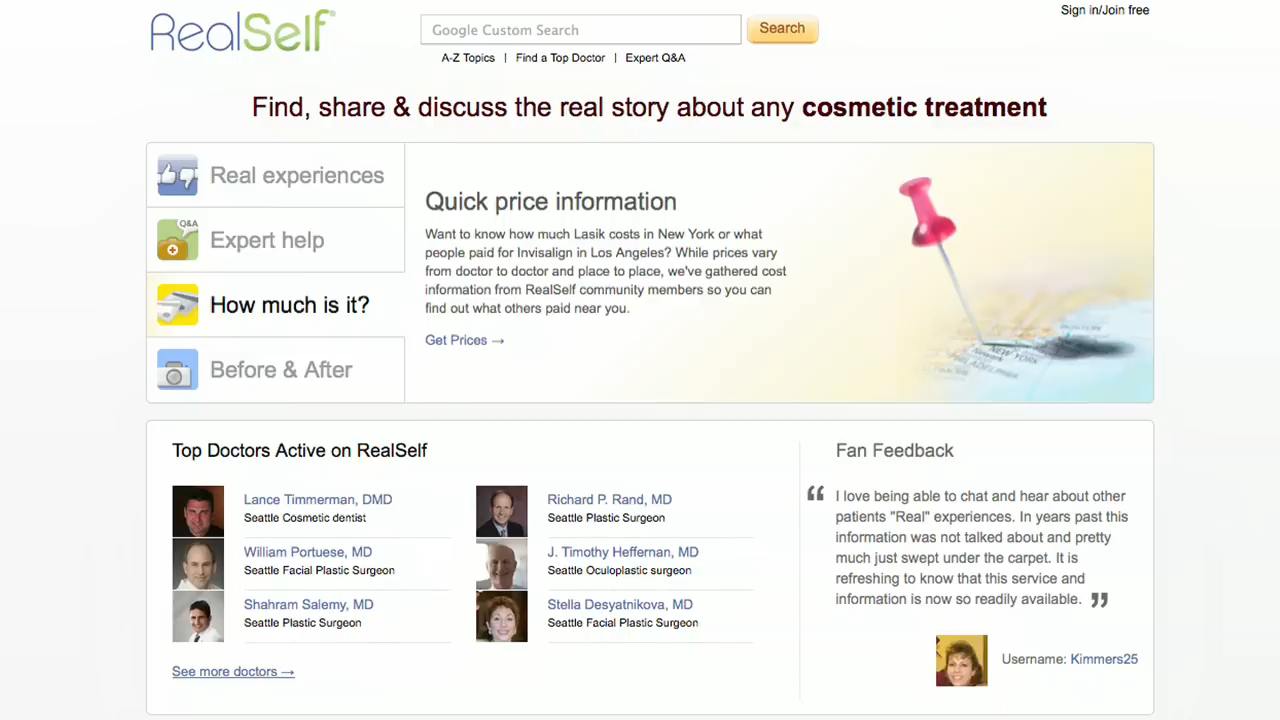 RealSelf®
Google Custom Search
Search
Sign in/Join free
A-Z Topics | Find a Top Doctor | Expert Q&A
Find, share & discuss the real story about any cosmetic treatment
Real experiences
Q&A
Expert help
How much is it?
Before & After
Quick price information
Want to know how much Lasik costs in New York or what
people paid for Invisalign in Los Angeles? While prices vary
from doctor to doctor and place to place, we've gathered cost
information from RealSelf community members so you can
find out what others paid near you.
Get Prices →
NEW YORK
Newark
PHILADELPHIA
Top Doctors Active on RealSelf
Lance Timmerman, DMD
Seattle Cosmetic dentist
Richard P. Rand, MD
Seattle Plastic Surgeon
William Portuese, MD
Seattle Facial Plastic Surgeon
J. Timothy Heffernan, MD
Seattle Oculoplastic surgeon
Shahram Salemy, MD
Seattle Plastic Surgeon
Stella Desyatnikova, MD
Seattle Facial Plastic Surgeon
See more doctors →
Fan Feedback
“ I love being able to chat and hear about other
patients "Real" experiences. In years past this
information was not talked about and pretty
much just swept under the carpet. It is
refreshing to know that this service and
information is now so readily available. ”
Username: Kimmers25